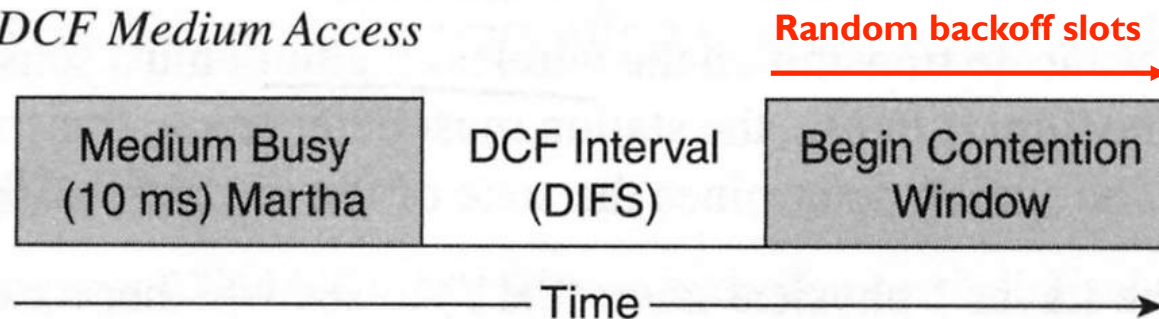 DCF Medium Access
Random backoff slots
Medium Busy
(10 ms) Martha
DCF Interval
(DIFS)
Begin Contention
Window
Time